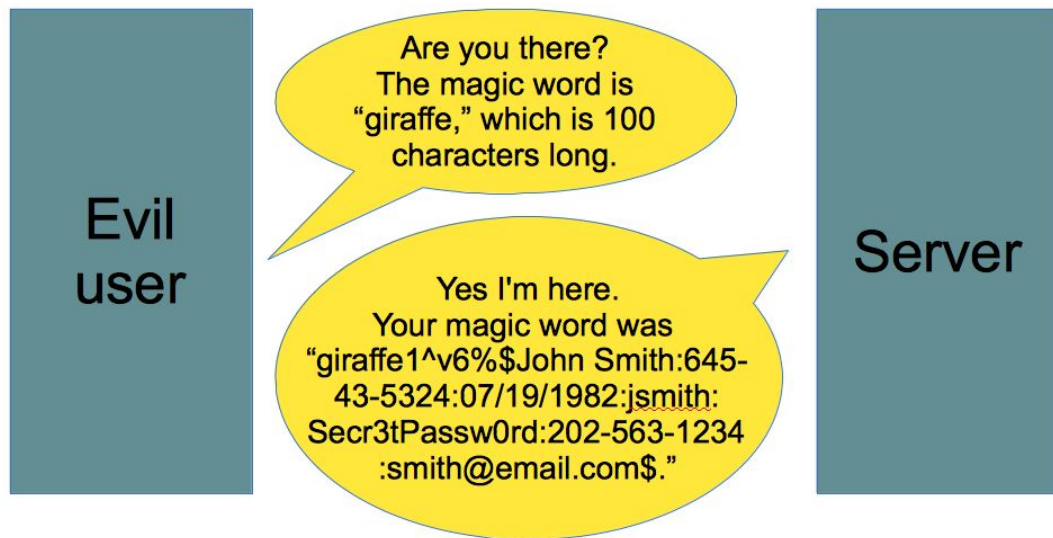 Evil
user
Are you there?
The magic word is
“giraffe,” which is 100
characters long.
Yes I'm here.
Your magic word was
“giraffe1^v6%$John Smith:645-
43-5324:07/19/1982:jsmith:
Secr3tPassw0rd:202-563-1234
:smith@email.com$.”
Server